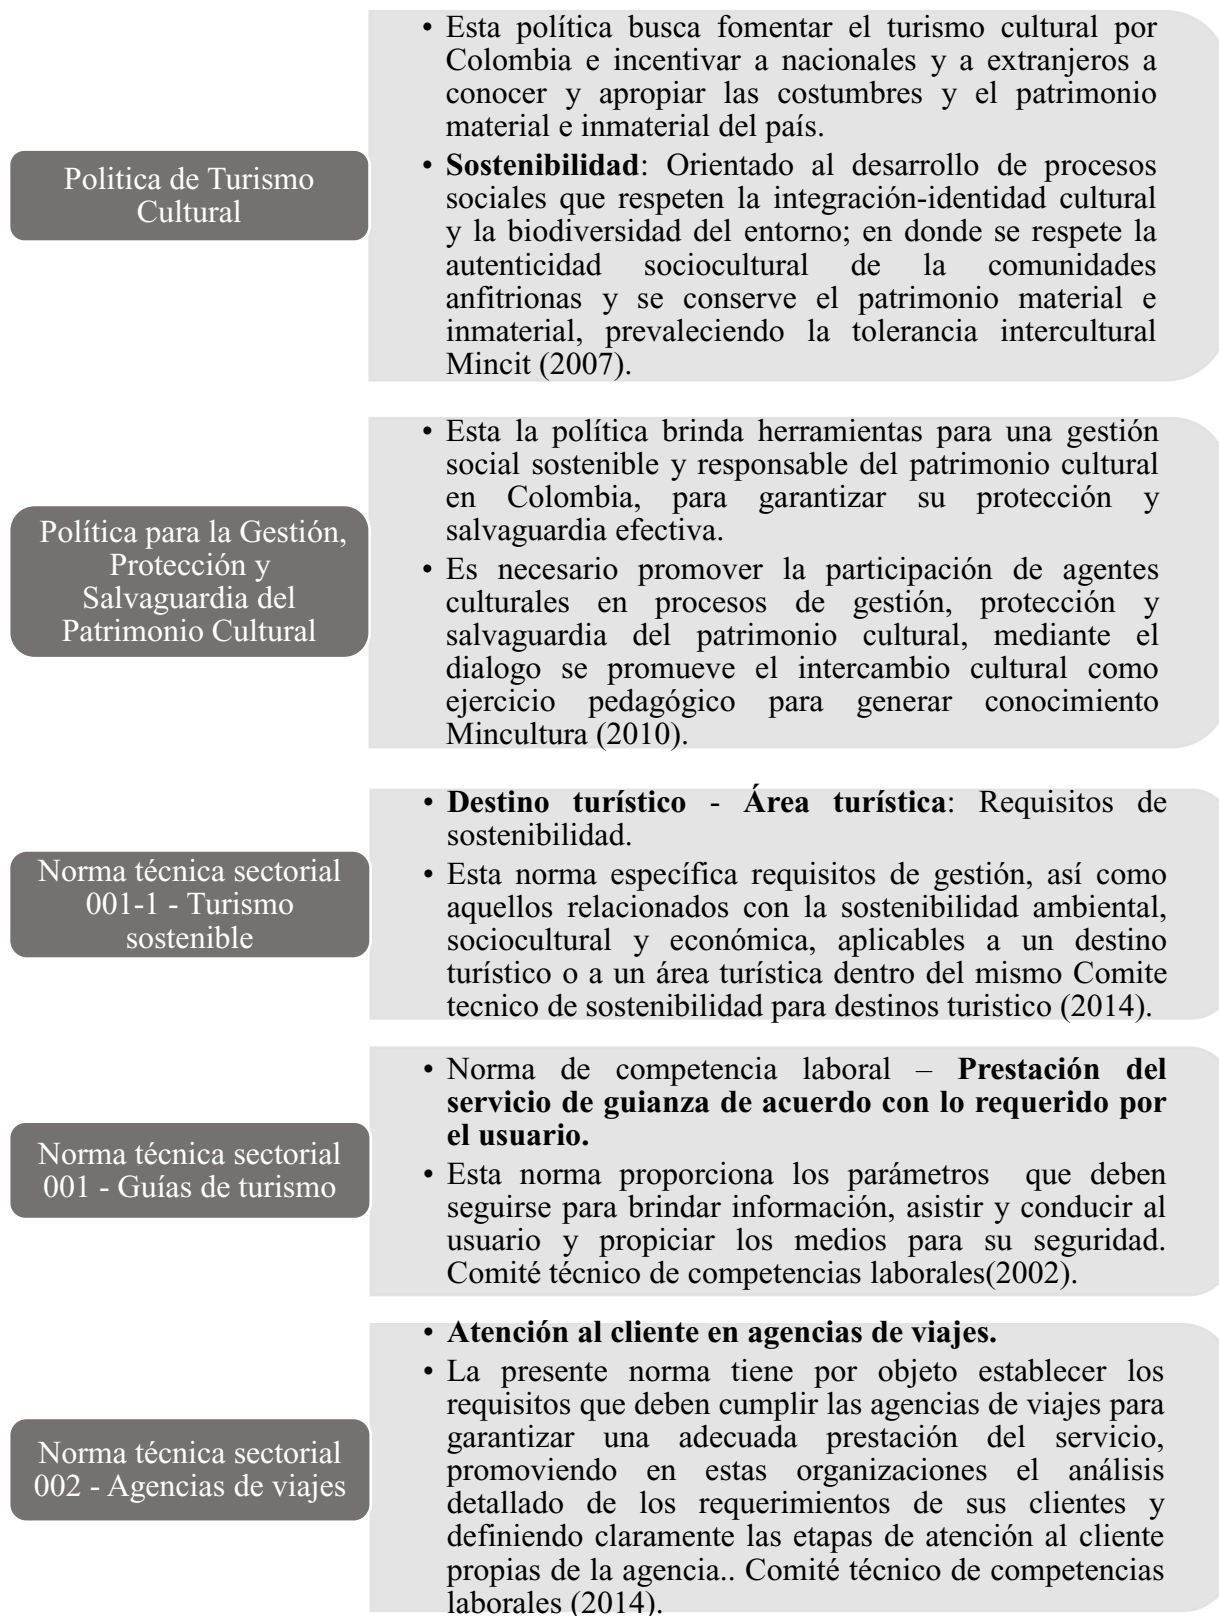 Politica de Turismo
Cultural
• Esta política busca fomentar el turismo cultural por
Colombia e incentivar a nacionales y a extranjeros a
conocer y apropiar las costumbres y el patrimonio
material e inmaterial del país.
• Sostenibilidad: Orientado al desarrollo de procesos
sociales que respeten la integración-identidad cultural
y la biodiversidad del entorno; en donde se respete la
autenticidad sociocultural de la comunidades
anfitrionas y se conserve el patrimonio material e
inmaterial, prevaleciendo la tolerancia intercultural
Mincit (2007).
Política para la Gestión,
Protección y
Salvaguardia del
Patrimonio Cultural
• Esta la política brinda herramientas para una gestión
social sostenible y responsable del patrimonio cultural
en Colombia, para garantizar su protección y
salvaguardia efectiva.
• Es necesario promover la participación de agentes
culturales en procesos de gestión, protección y
salvaguardia del patrimonio cultural, mediante el
dialogo se promueve el intercambio cultural como
ejercicio pedagógico para generar conocimiento
Mincultura (2010).
Norma técnica sectorial
001-1 - Turismo
sostenible
• Destino turístico - Área turística: Requisitos de
sostenibilidad.
• Esta norma específica requisitos de gestión, así como
aquellos relacionados con la sostenibilidad ambiental,
sociocultural y económica, aplicables a un destino
turístico o a un área turística dentro del mismo Comite
tecnico de sostenibilidad para destinos turistico (2014).
Norma técnica sectorial
001 - Guías de turismo
• Norma de competencia laboral – Prestación del
servicio de guianza de acuerdo con lo requerido por
el usuario.
• Esta norma proporciona los parámetros que deben
seguirse para brindar información, asistir y conducir al
usuario y propiciar los medios para su seguridad.
Comité técnico de competencias laborales(2002).
Norma técnica sectorial
002 - Agencias de viajes
• Atención al cliente en agencias de viajes.
• La presente norma tiene por objeto establecer los
requisitos que deben cumplir las agencias de viajes para
garantizar una adecuada prestación del servicio,
promoviendo en estas organizaciones el análisis
detallado de los requerimientos de sus clientes y
definiendo claramente las etapas de atención al cliente
propias de la agencia.. Comité técnico de competencias
laborales (2014).